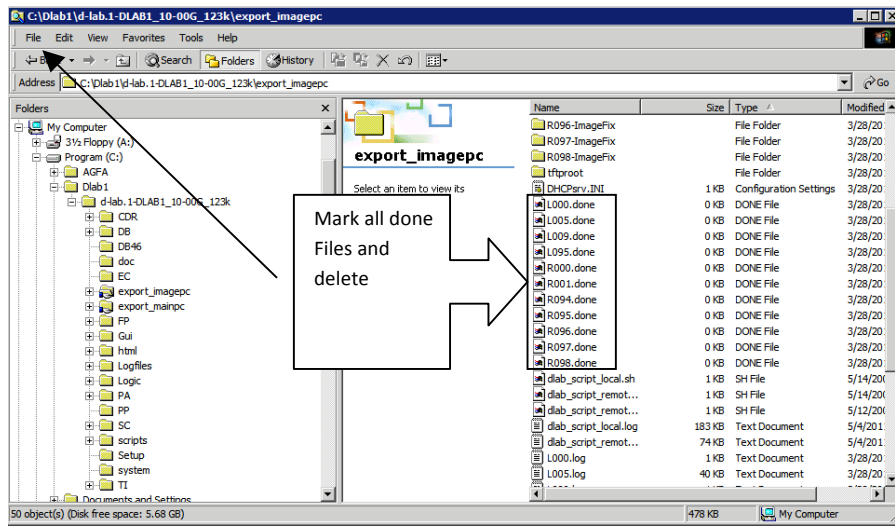 C:\Dlab1\d-lab.1-DLAB1_10-00G_123k\export_imagepc
File Edit View Favorites Tools Help
Search Folders History
Address C:\Dlab1\d-lab.1-DLAB1_10-00G_123k\export_imagepc Go
Folders
My Computer
3½ Floppy (A:)
Program (C:)
AGFA
Dlab1
d-lab.1-DLAB1_10-00G_123k
CDR
DB
DB46
doc
EC
export_imagepc
export_mainpc
FP
Gui
html
Logfiles
Logic
PA
PP
SC
scripts
Setup
system
TI
Documents and Settings
export_imagepc
Select an item to view its
Mark all done
Files and
delete
Name Size Type Modified
R096-ImageFix File Folder 3/28/20
R097-ImageFix File Folder 3/28/20
R098-ImageFix File Folder 3/28/20
tftproot File Folder 3/28/20
DHCPsrv.INI 1 KB Configuration Settings 3/28/20
L000.done 0 KB DONE File 3/28/20
L005.done 0 KB DONE File 3/28/20
L009.done 0 KB DONE File 3/28/20
L095.done 0 KB DONE File 3/28/20
R000.done 0 KB DONE File 3/28/20
R001.done 0 KB DONE File 3/28/20
R094.done 0 KB DONE File 3/28/20
R095.done 0 KB DONE File 3/28/20
R096.done 0 KB DONE File 3/28/20
R097.done 0 KB DONE File 3/28/20
R098.done 0 KB DONE File 3/28/20
dlab_script_local.sh 1 KB SH File 5/14/20
dlab_script_remot... 1 KB SH File 5/14/20
dlab_script_remot... 1 KB SH File 5/12/20
dlab_script_local.log 183 KB Text Document 5/4/201
dlab_script_remot... 74 KB Text Document 5/4/201
L000.log 1 KB Text Document 3/28/20
L005.log 40 KB Text Document 3/28/20
50 object(s) (Disk free space: 5.68 GB) 478 KB My Computer